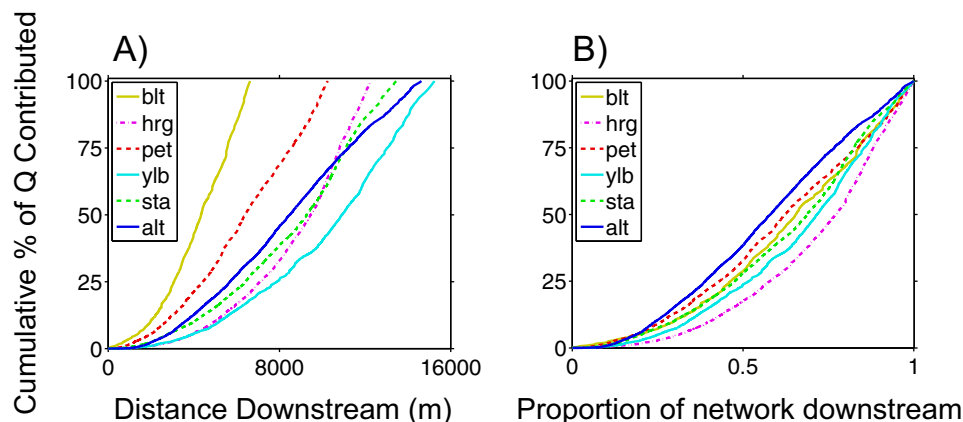 A)
B)
Cumulative % of Q Contributed
100
75
50
25
0
blt
hrg
pet
ylb
sta
alt
0
8000
16000
Distance Downstream (m)
100
75
50
25
0
blt
hrg
pet
ylb
sta
alt
0
0.5
1
Proportion of network downstream